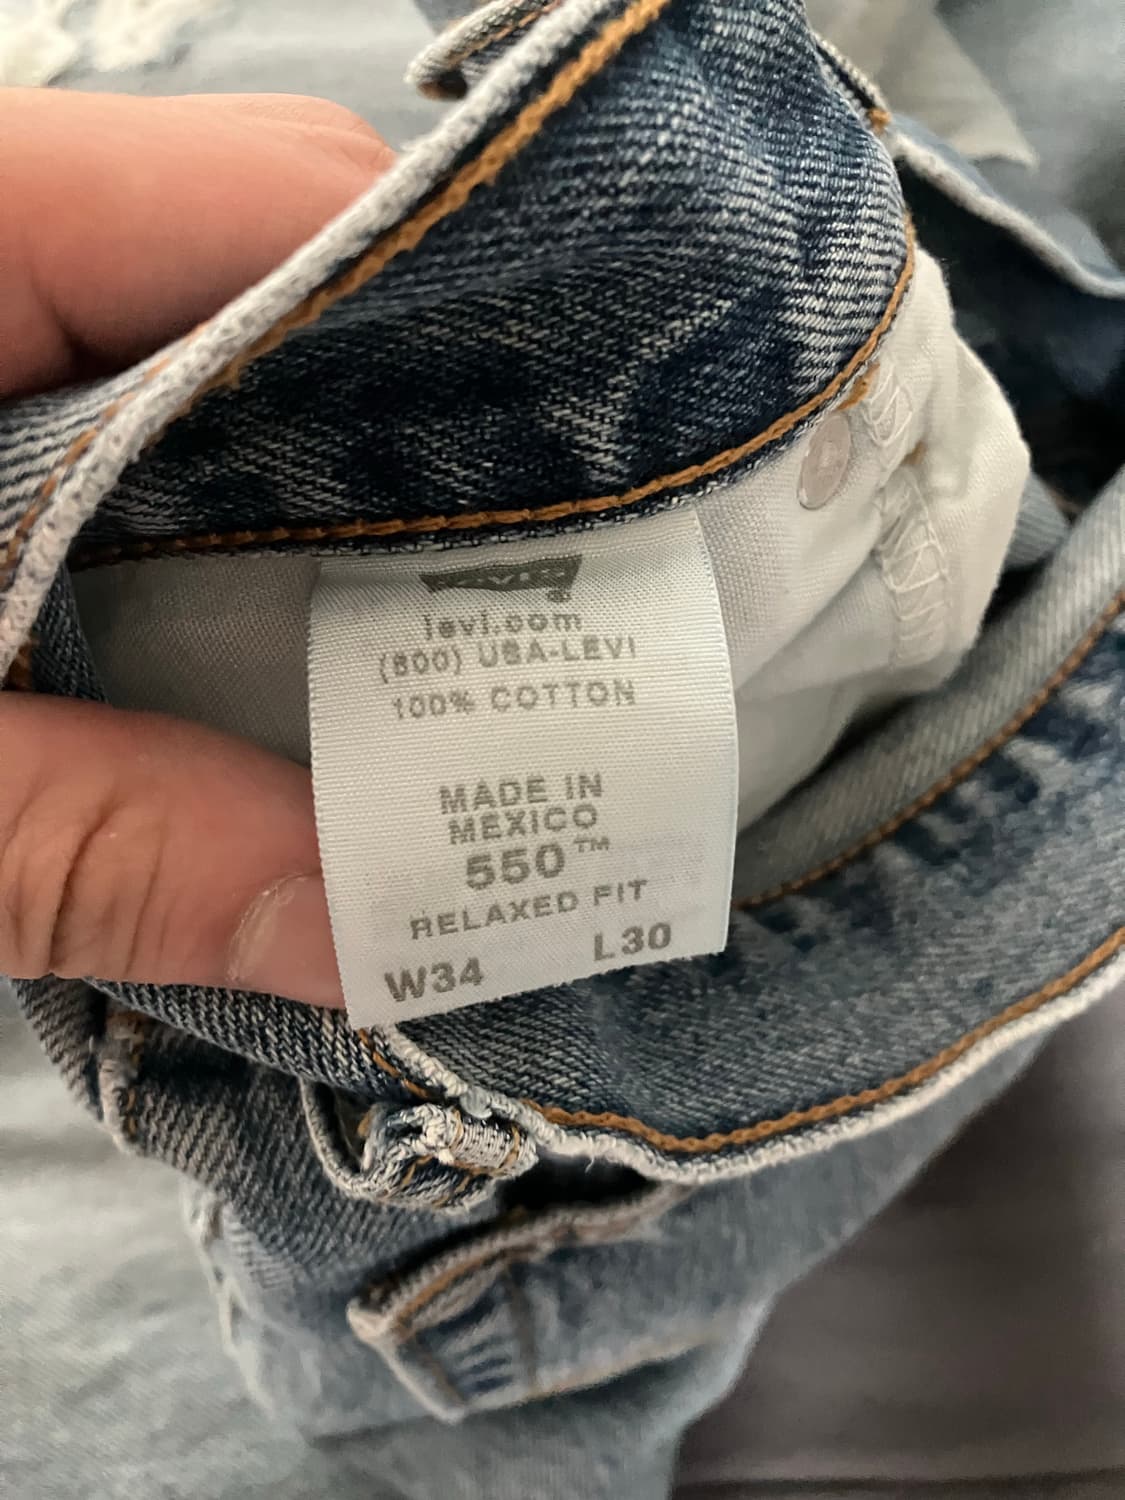 Levi's
®
levi.com
(800) USA-LEVI
100% COTTON
MADE IN
MEXICO
550™
RELAXED FIT
W34 L30